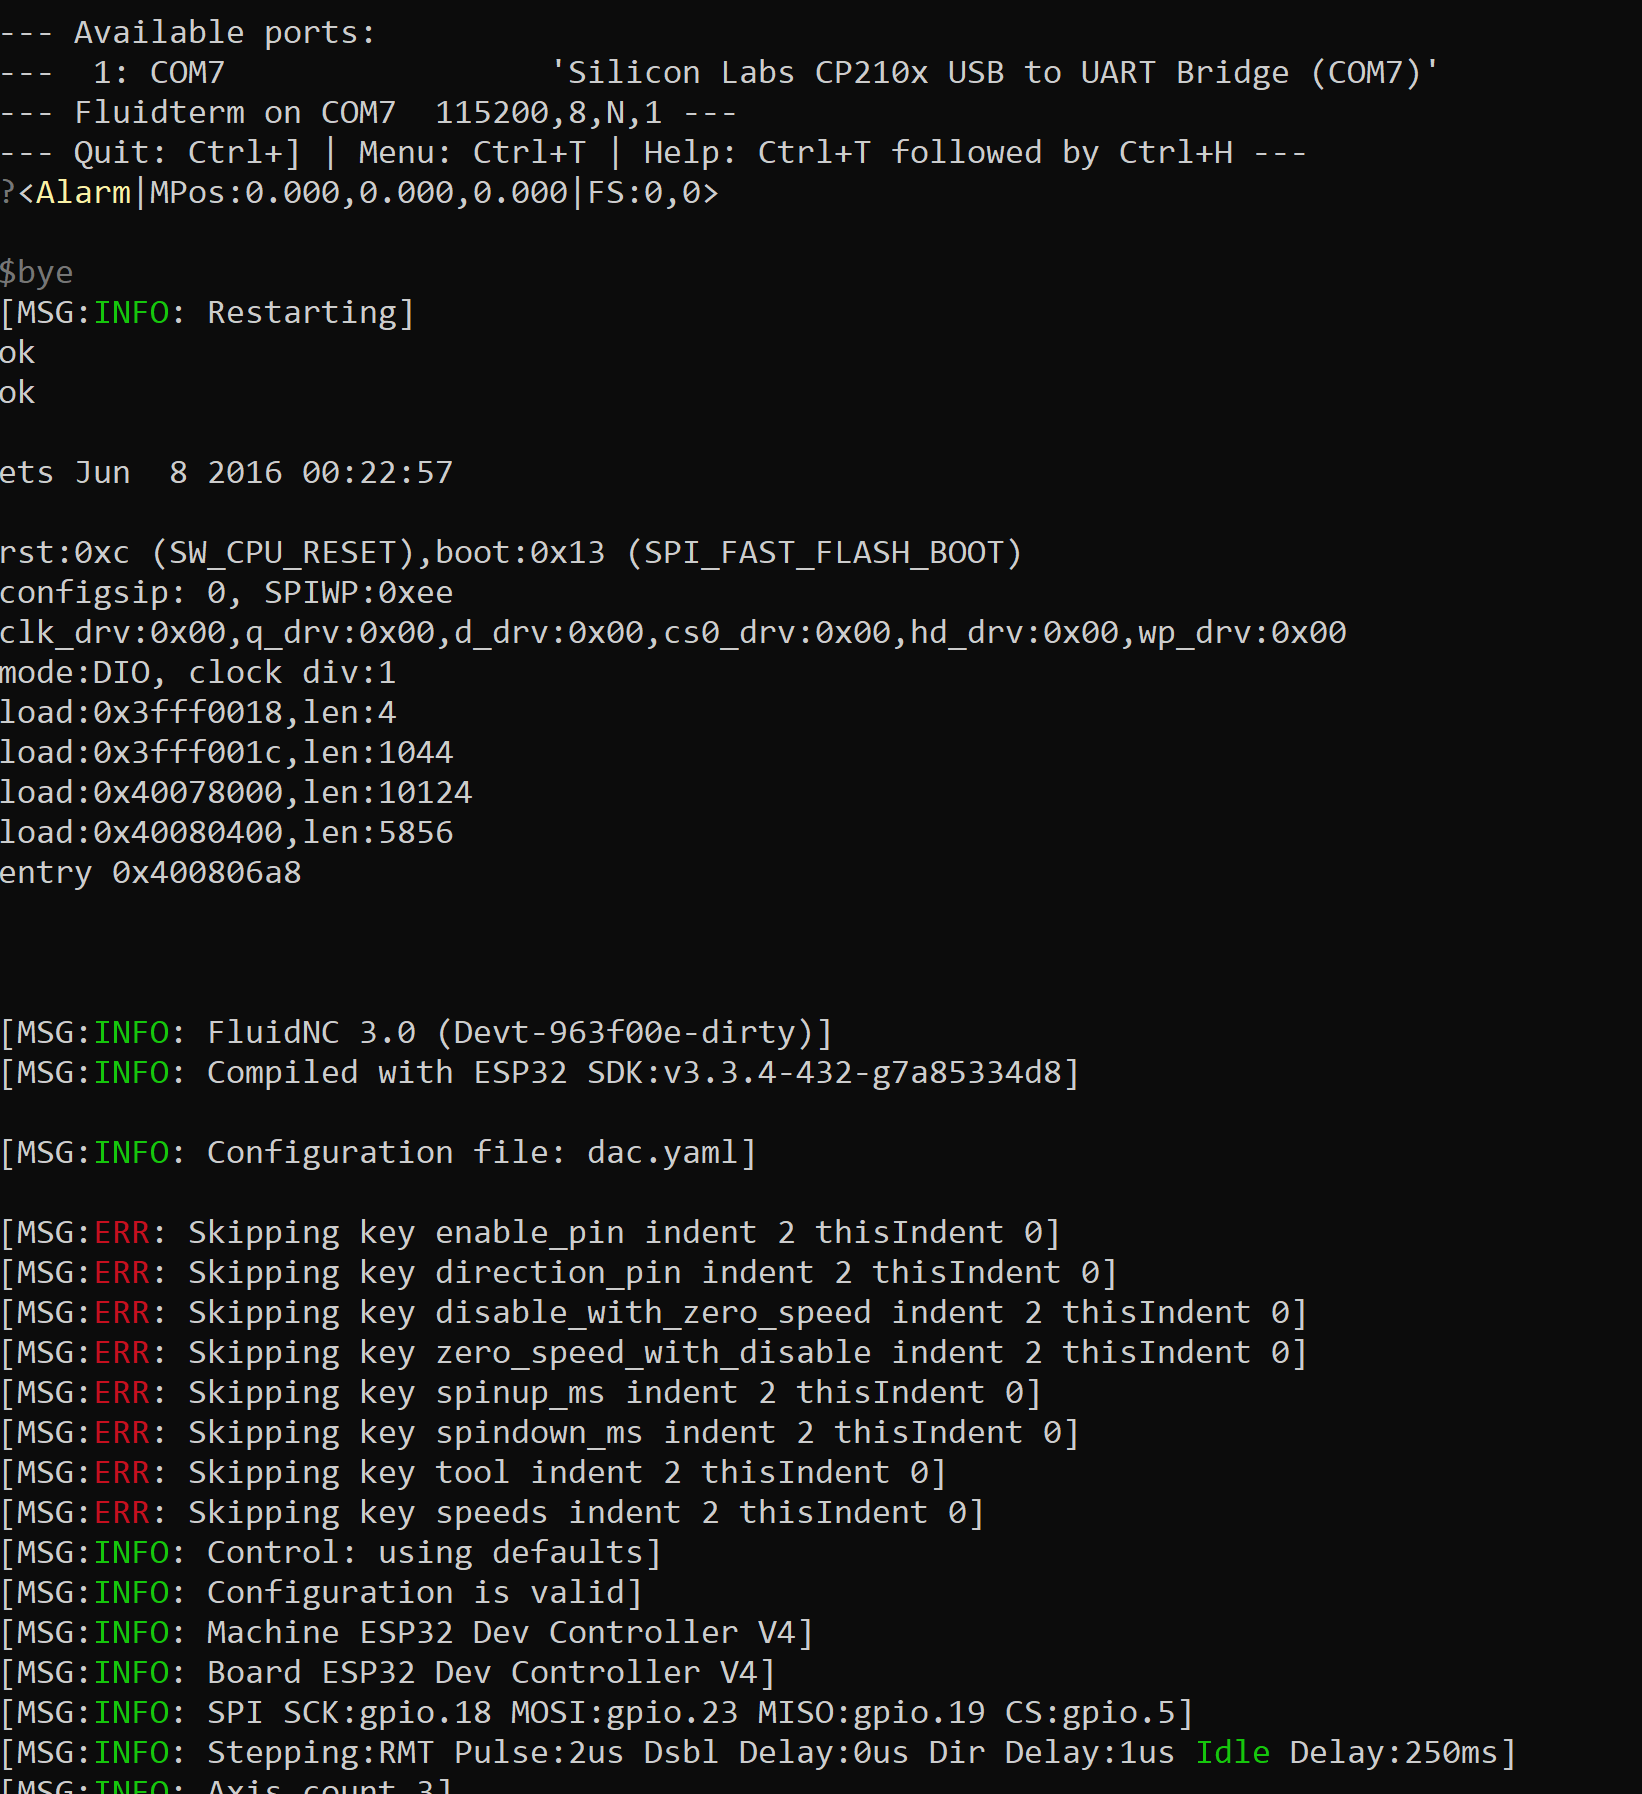 --- Available ports:
---  1: COM7                 'Silicon Labs CP210x USB to UART Bridge (COM7)'
--- Fluidterm on COM7  115200,8,N,1 ---
--- Quit: Ctrl+] | Menu: Ctrl+T | Help: Ctrl+T followed by Ctrl+H ---
?<Alarm|MPos:0.000,0.000,0.000|FS:0,0>
$bye
[MSG:INFO: Restarting]
ok
ok
ets Jun  8 2016 00:22:57
rst:0xc (SW_CPU_RESET),boot:0x13 (SPI_FAST_FLASH_BOOT)
configsip: 0, SPIWP:0xee
clk_drv:0x00,q_drv:0x00,d_drv:0x00,cs0_drv:0x00,hd_drv:0x00,wp_drv:0x00
mode:DIO, clock div:1
load:0x3fff0018,len:4
load:0x3fff001c,len:1044
load:0x40078000,len:10124
load:0x40080400,len:5856
entry 0x400806a8
[MSG:INFO: FluidNC 3.0 (Devt-963f00e-dirty)]
[MSG:INFO: Compiled with ESP32 SDK:v3.3.4-432-g7a85334d8]
[MSG:INFO: Configuration file: dac.yaml]
[MSG:ERR: Skipping key enable_pin indent 2 thisIndent 0]
[MSG:ERR: Skipping key direction_pin indent 2 thisIndent 0]
[MSG:ERR: Skipping key disable_with_zero_speed indent 2 thisIndent 0]
[MSG:ERR: Skipping key zero_speed_with_disable indent 2 thisIndent 0]
[MSG:ERR: Skipping key spinup_ms indent 2 thisIndent 0]
[MSG:ERR: Skipping key spindown_ms indent 2 thisIndent 0]
[MSG:ERR: Skipping key tool indent 2 thisIndent 0]
[MSG:ERR: Skipping key speeds indent 2 thisIndent 0]
[MSG:INFO: Control: using defaults]
[MSG:INFO: Configuration is valid]
[MSG:INFO: Machine ESP32 Dev Controller V4]
[MSG:INFO: Board ESP32 Dev Controller V4]
[MSG:INFO: SPI SCK:gpio.18 MOSI:gpio.23 MISO:gpio.19 CS:gpio.5]
[MSG:INFO: Stepping:RMT Pulse:2us Dsbl Delay:0us Dir Delay:1us Idle Delay:250ms]
[MSG:INFO: Axis count 3]